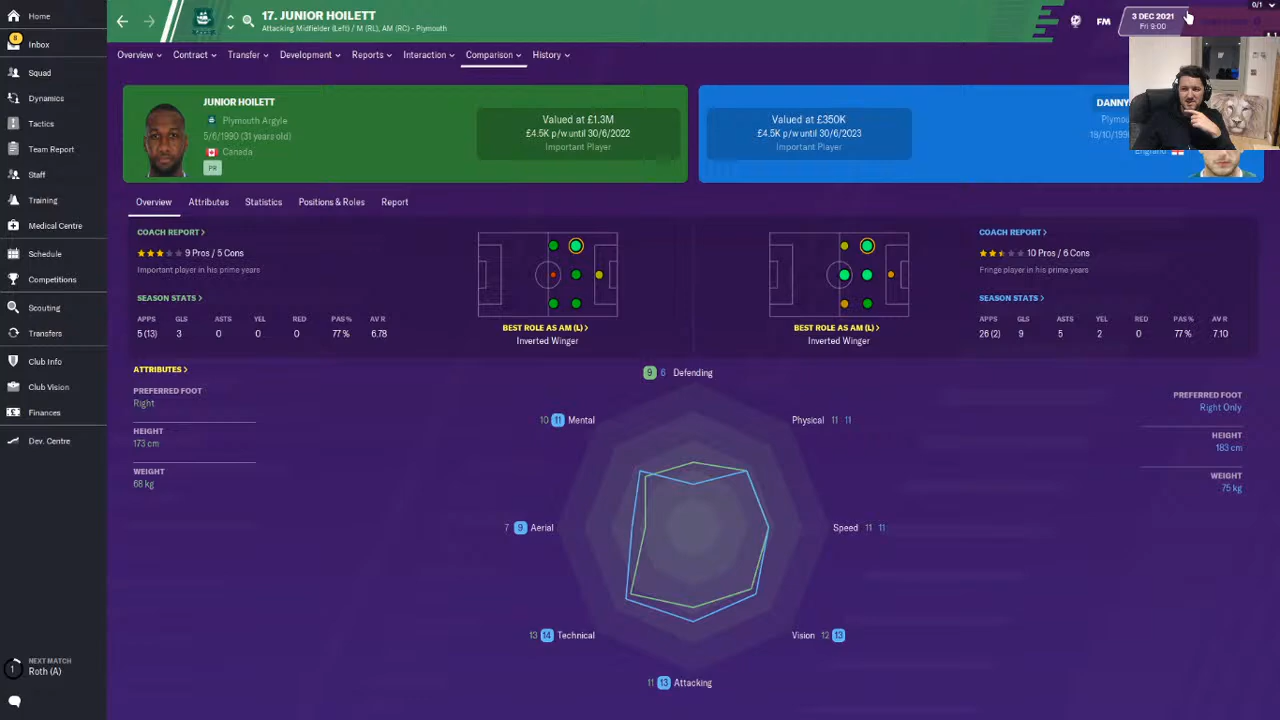 Home
17. JUNIOR HOILETT
Attacking Midfielder (Left) / M (RL), AM (RC) - Plymouth
FM
3 DEC 2021
Fri 9:00
0/1
8
Inbox
Squad
Dynamics
Tactics
Team Report
Staff
Training
Medical Centre
Schedule
Competitions
Scouting
Transfers
Club Info
Club Vision
Finances
Dev. Centre
1
NEXT MATCH
Roth (A)
Overview
Contract
Transfer
Development
Reports
Interaction
Comparison
History
JUNIOR HOILETT
Plymouth Argyle
5/6/1990 (31 years old)
Canada
PR
Valued at £1.3M
£4.5K p/w until 30/6/2022
Important Player
Valued at £350K
£4.5K p/w until 30/6/2023
Important Player
DANNY
Plymou
19/10/1990
England
Overview
Attributes
Statistics
Positions & Roles
Report
COACH REPORT >
9 Pros / 5 Cons
Important player in his prime years
SEASON STATS >
APPS GLS ASTS YEL RED PAS % AV R
5 (13) 3 0 0 0 77 % 6.78
BEST ROLE AS AM (L) >
Inverted Winger
BEST ROLE AS AM (L) >
Inverted Winger
COACH REPORT >
10 Pros / 6 Cons
Fringe player in his prime years
SEASON STATS >
APPS GLS ASTS YEL RED PAS % AV R
26 (2) 9 5 2 0 77 % 7.10
ATTRIBUTES >
PREFERRED FOOT
Right
HEIGHT
173 cm
WEIGHT
68 kg
9 6 Defending
10 11 Mental
Physical 11 11
7 9 Aerial
Speed 11 11
13 14 Technical
Vision 12 13
11 13 Attacking
PREFERRED FOOT
Right Only
HEIGHT
183 cm
WEIGHT
75 kg